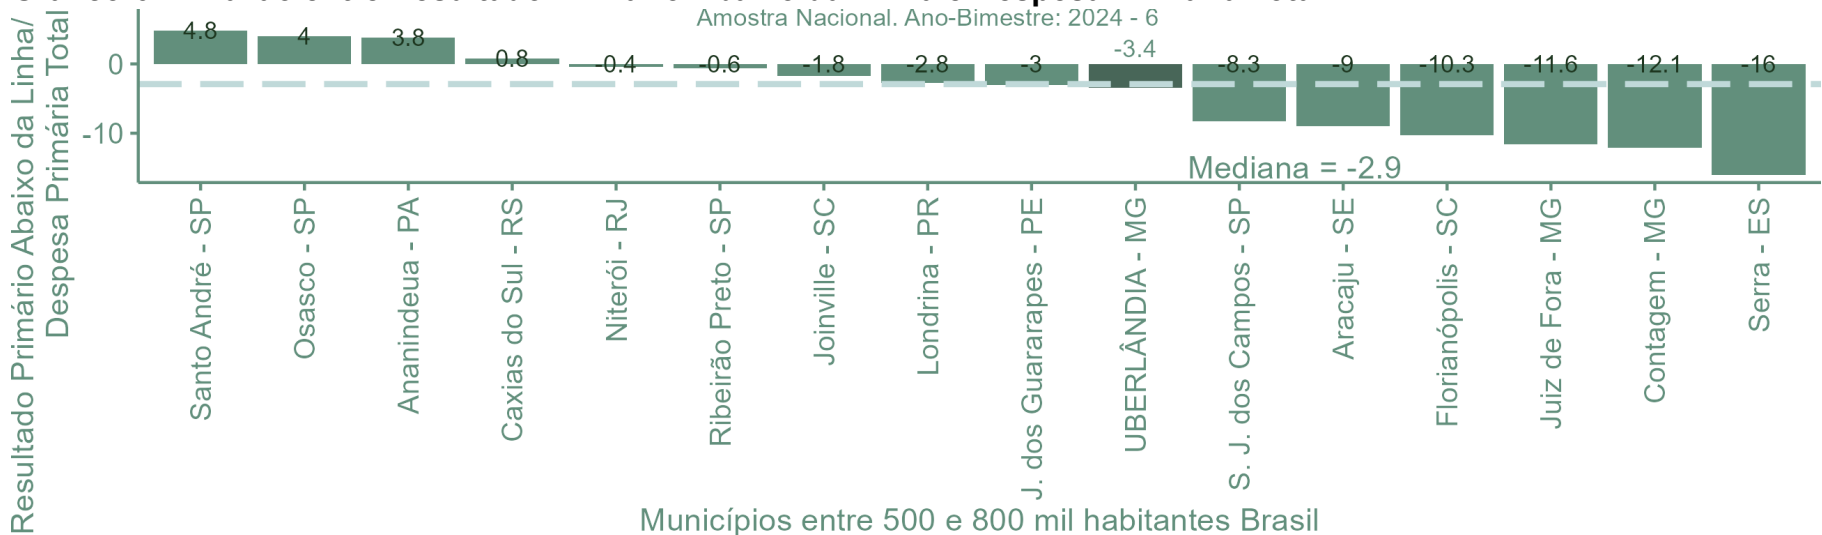 Amostra Nacional. Ano-Bimestre: 2024 - 6
Resultado Primário Abaixo da Linha/
Despesa Primária Total
0
-10
4.8
4
3.8
0.8
-0.4
-0.6
-1.8
-2.8
-3
-3.4
-8.3
-9
-10.3
-11.6
-12.1
-16
Mediana = -2.9
Santo André - SP
Osasco - SP
Ananindeua - PA
Caxias do Sul - RS
Niterói - RJ
Ribeirão Preto - SP
Joinville - SC
Londrina - PR
J. dos Guararapes - PE
UBERLÂNDIA - MG
S. J. dos Campos - SP
Aracaju - SE
Florianópolis - SC
Juiz de Fora - MG
Contagem - MG
Serra - ES
Municípios entre 500 e 800 mil habitantes Brasil